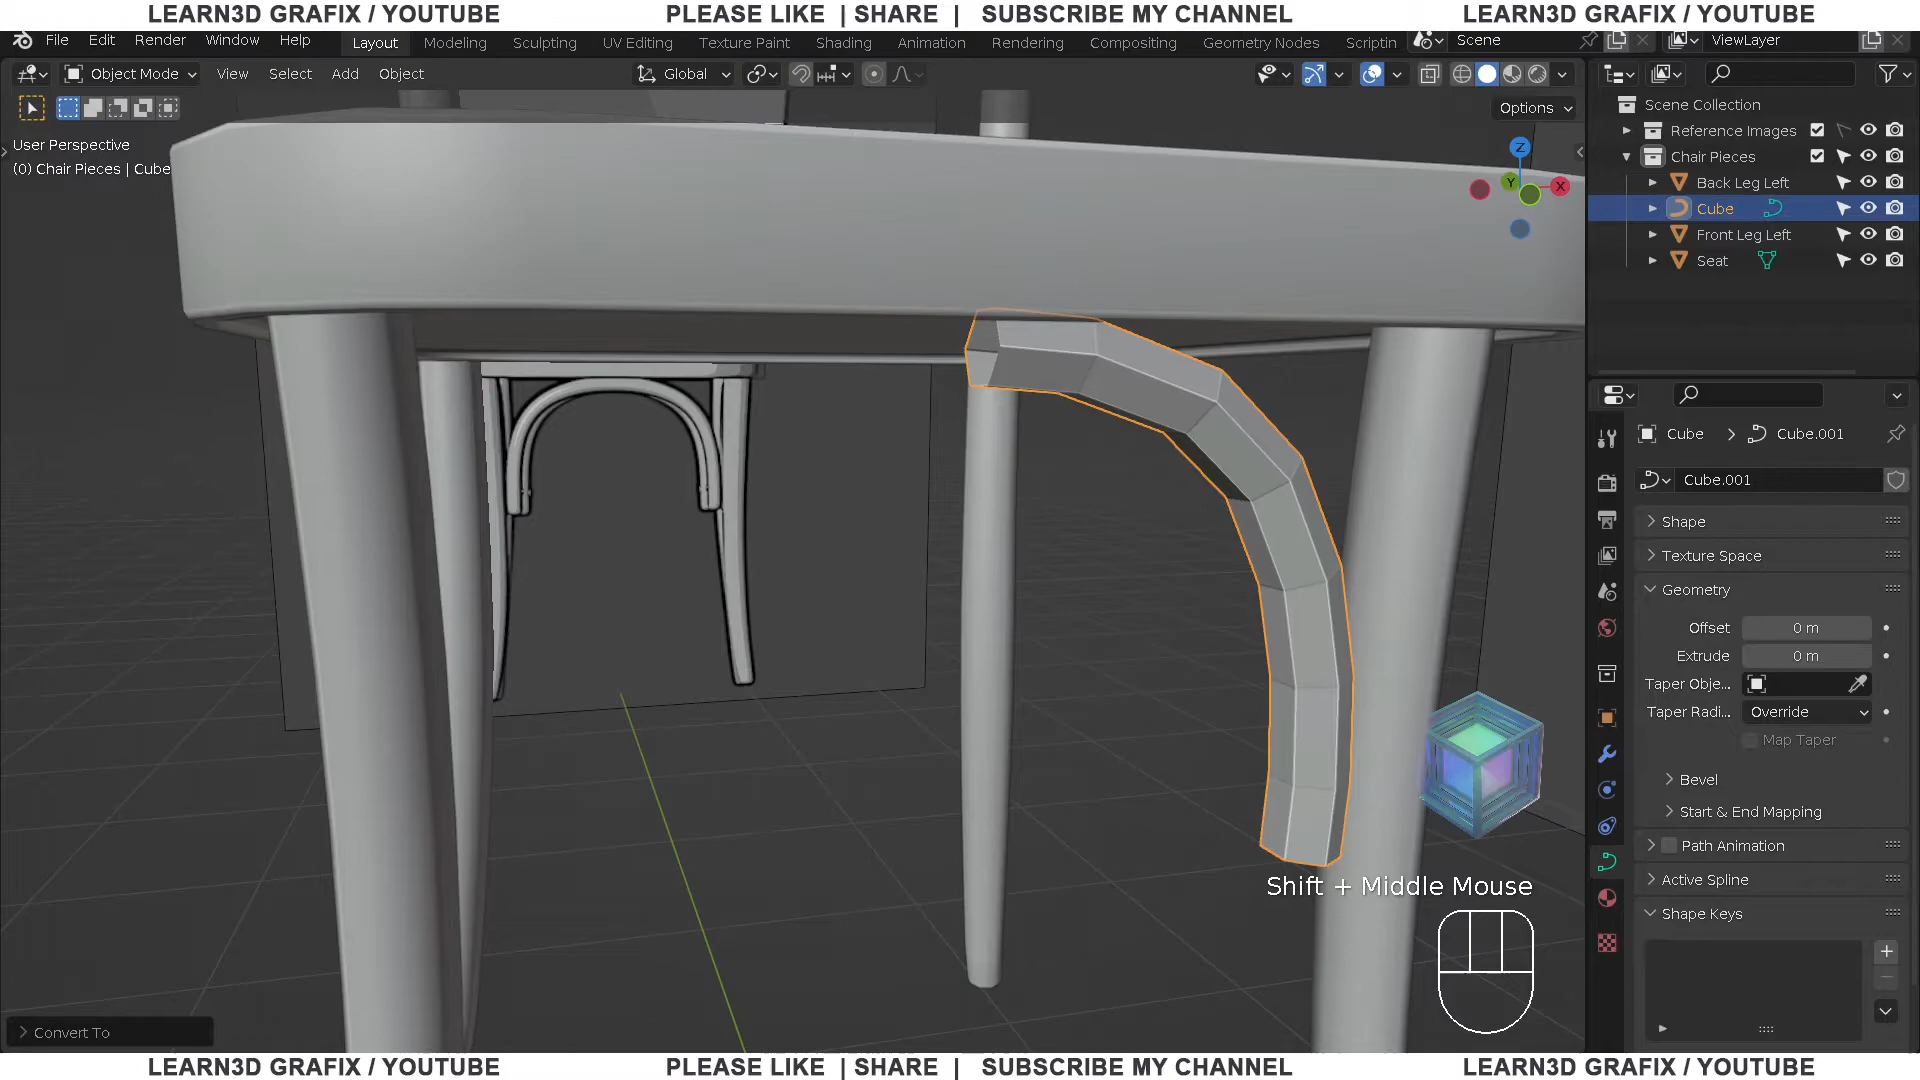 LEARN3D GRAFIX / YOUTUBE PLEASE LIKE | SHARE | SUBSCRIBE MY CHANNEL LEARN3D GRAFIX / YOUTUBE
File Edit Render Window Help Layout Modeling Sculpting UV Editing Texture Paint Shading Animation Rendering Compositing Geometry Nodes Scriptin Scene ViewLayer
Object Mode View Select Add Object Global
Options
User Perspective
(0) Chair Pieces | Cube
Z
Y
X
Scene Collection
Reference Images
Chair Pieces
Back Leg Left
Cube
Front Leg Left
Seat
Cube Cube.001
Cube.001
Shape
Texture Space
Geometry
Offset 0 m
Extrude 0 m
Taper Obje...
Taper Radi... Override
Map Taper
Bevel
Start & End Mapping
Path Animation
Active Spline
Shape Keys
Shift + Middle Mouse
Convert To
LEARN3D GRAFIX / YOUTUBE PLEASE LIKE | SHARE | SUBSCRIBE MY CHANNEL LEARN3D GRAFIX / YOUTUBE